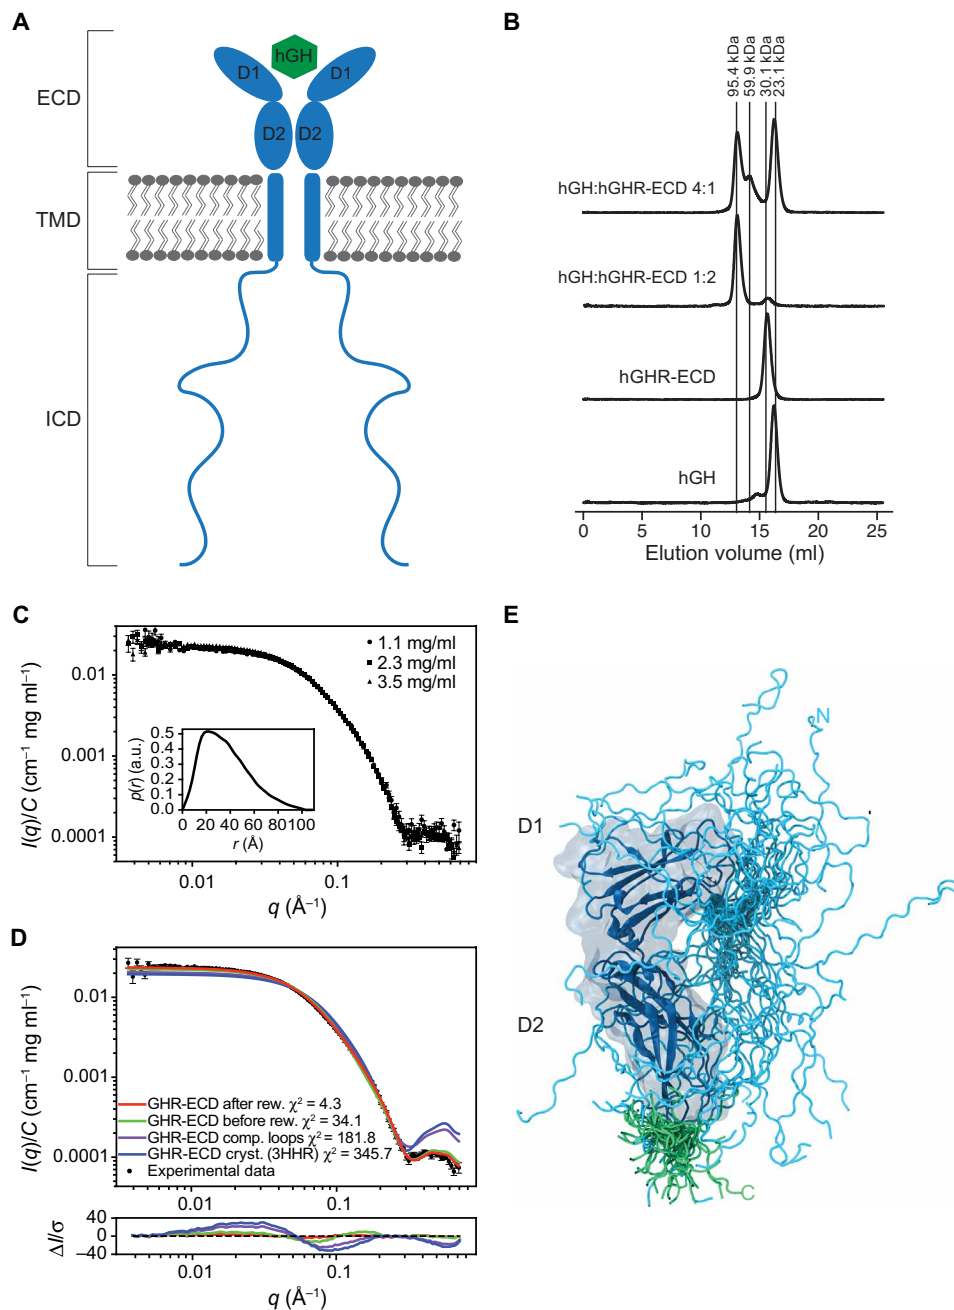 A
ECD
hGH
D1
D1
D2
D2
TMD
ICD
B
95.4 kDa
59.9 kDa
30.1 kDa
23.1 kDa
hGH:hGHR-ECD 4:1
hGH:hGHR-ECD 1:2
hGHR-ECD
hGH
0 5 10 15 20 25
Elution volume (ml)
C
I(q)/C (cm⁻¹ mg ml⁻¹)
0.01
0.001
0.0001
1.1 mg/ml
2.3 mg/ml
3.5 mg/ml
p(r) (a.u.)
0.5
0.4
0.3
0.2
0.1
0.0
0 20 40 60 80 100
r (Å)
0.01 0.1
q (Å⁻¹)
D
I(q)/C (cm⁻¹ mg ml⁻¹)
0.01
0.001
0.0001
GHR-ECD after rew. χ² = 4.3
GHR-ECD before rew. χ² = 34.1
GHR-ECD comp. loops χ² = 181.8
GHR-ECD cryst. (3HHR) χ² = 345.7
Experimental data
0.01 0.1
ΔI/σ
40
0
−40
0.01 0.1
q (Å⁻¹)
E
N
D1
D2
C